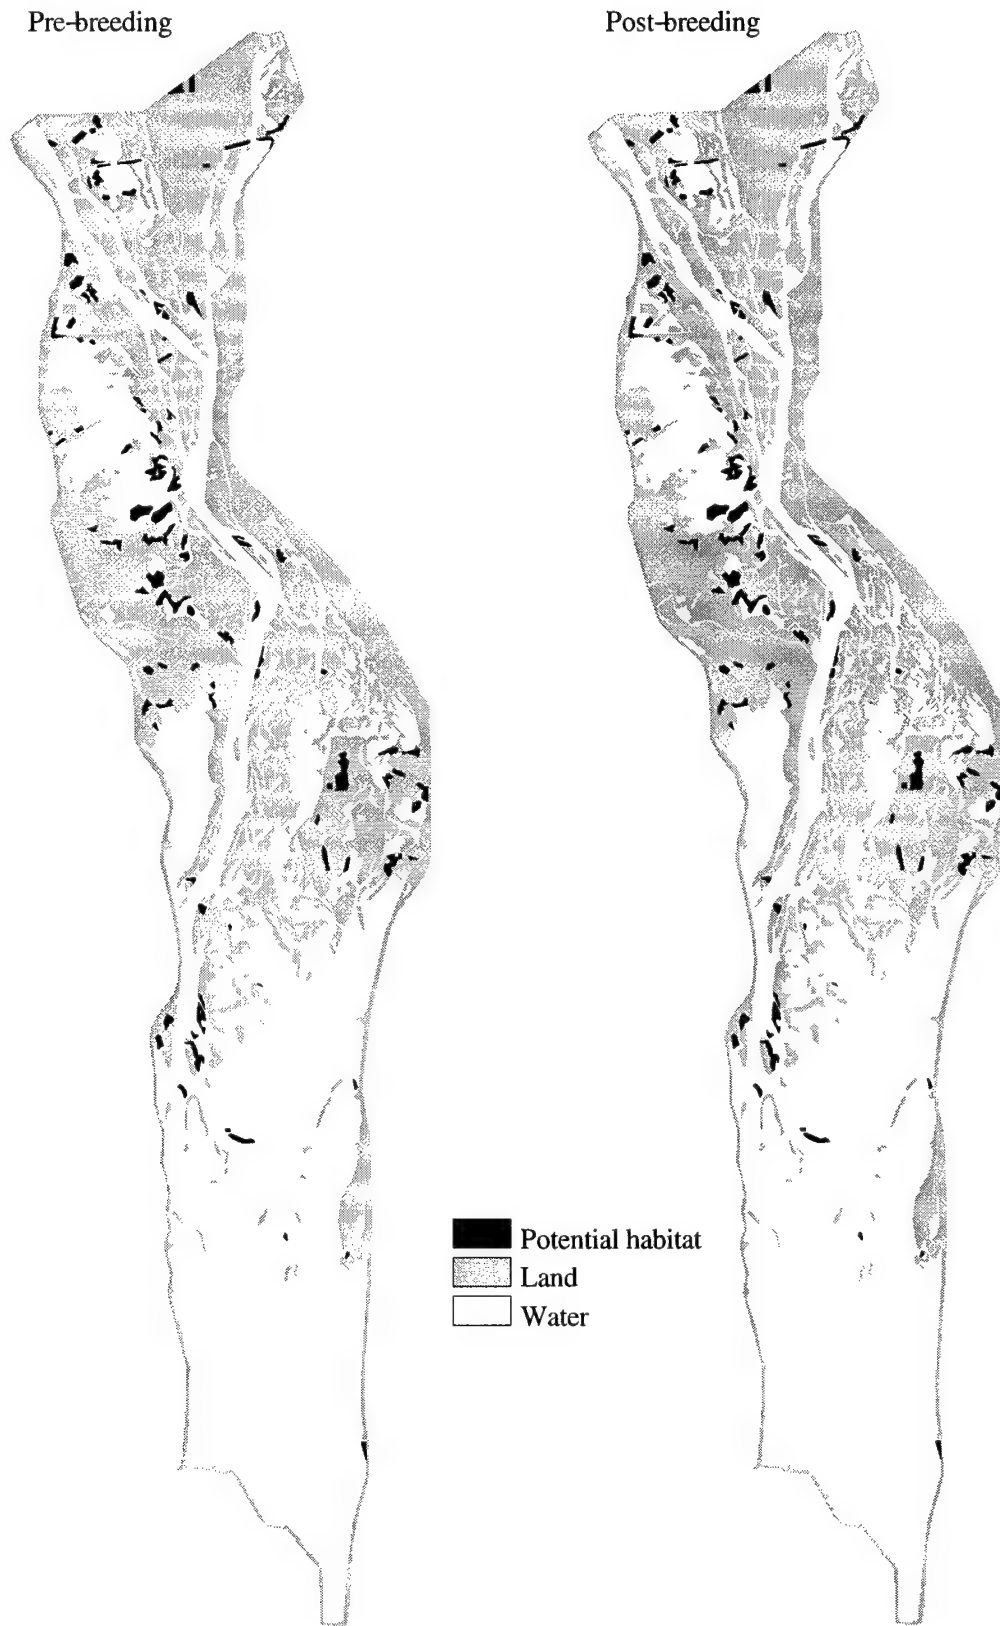 Pre-breeding
Post-breeding
Potential habitat
Land
Water